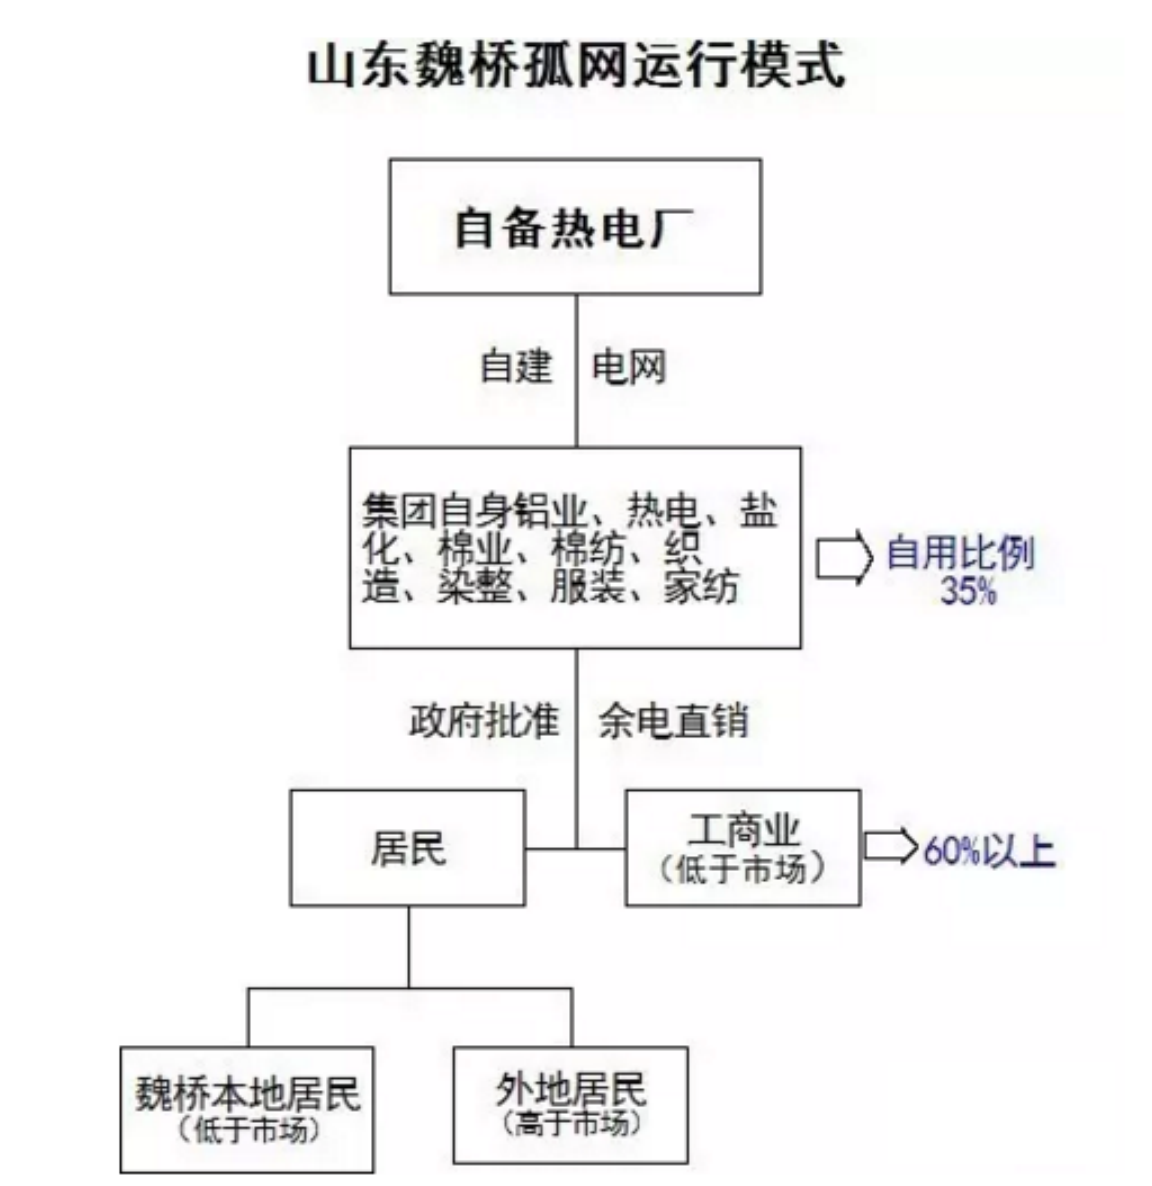 山东魏桥孤网运行模式
自备热电厂
自建 电网
集团自身铝业、热电、盐
化、棉业、棉纺、织
造、染整、服装、家纺
自用比例
35%
政府批准 余电直销
居民
工商业
（低于市场）
60%以上
魏桥本地居民
（低于市场）
外地居民
（高于市场）